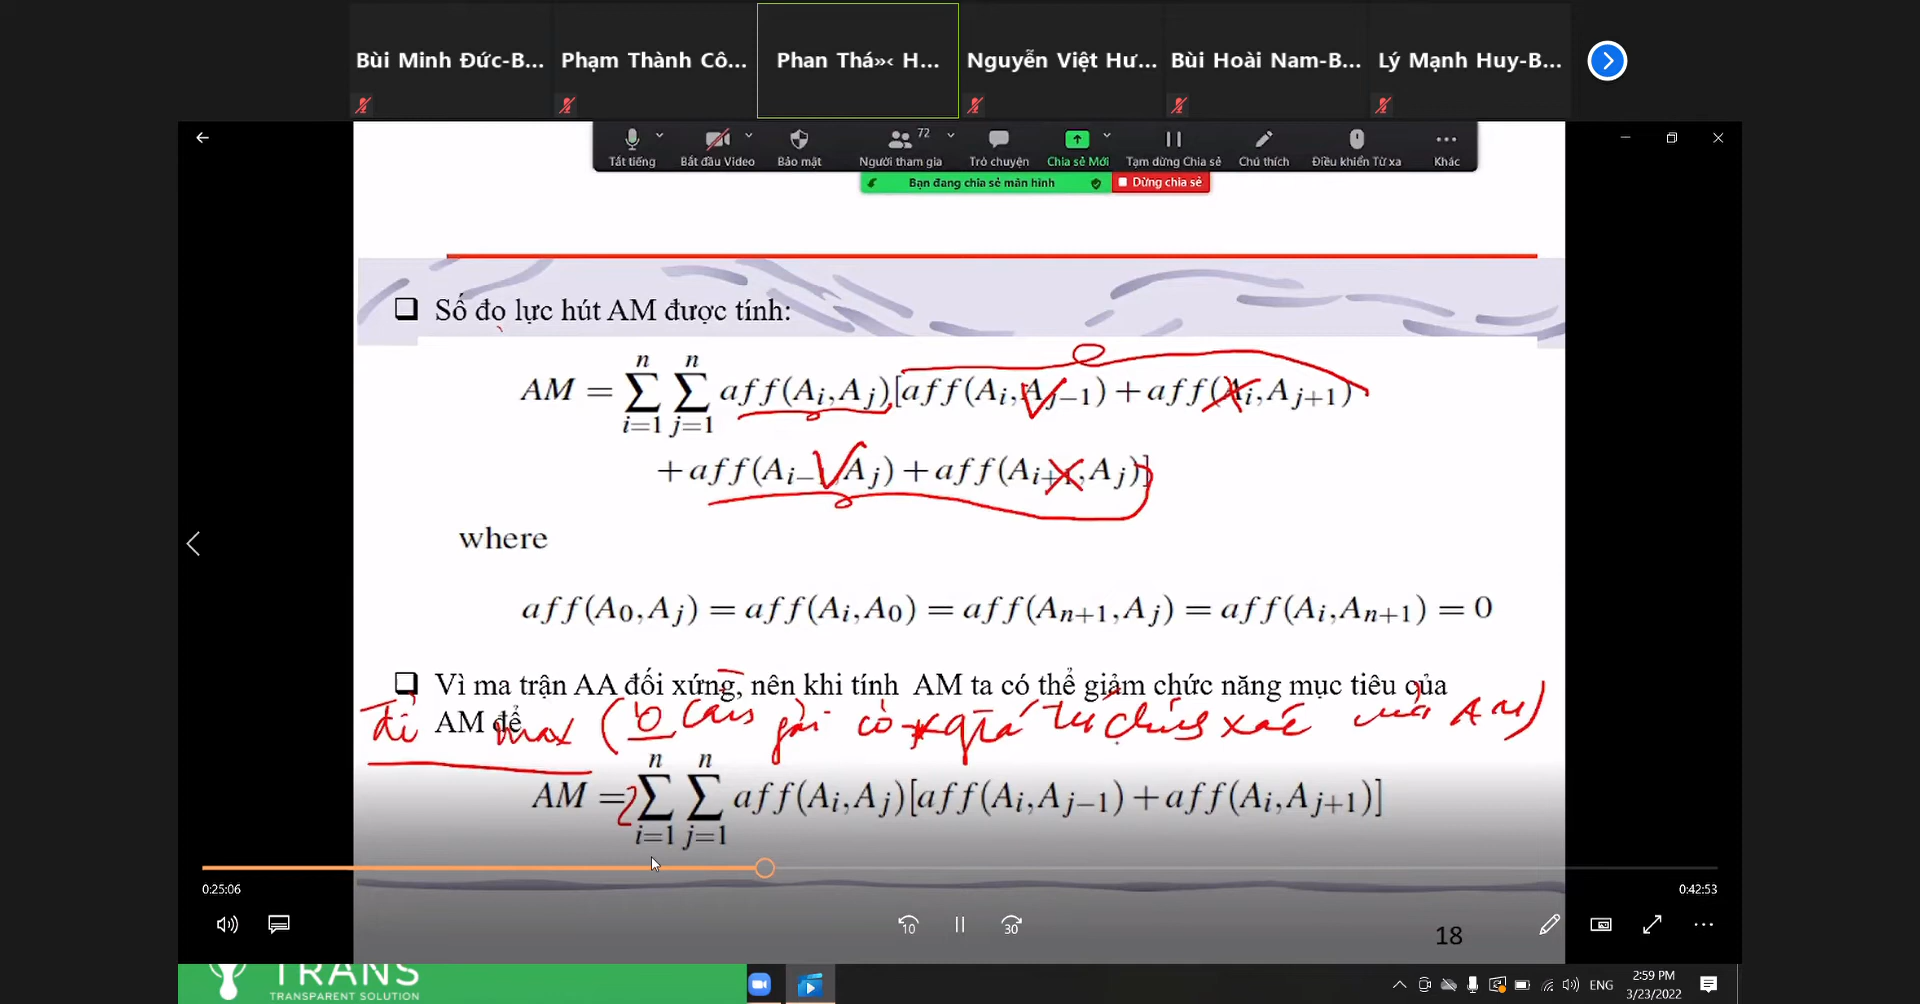 Bùi Minh Đức-B... Phạm Thành Cô... Phan Thá»‹ H... Nguyễn Việt Hư... Bùi Hoài Nam-B... Lý Mạnh Huy-B...
72
Tắt tiếng Bắt đầu Video Bảo mật Người tham gia Trò chuyện Chia sẻ Mới Tạm dừng Chia sẻ Chú thích Điều khiển Từ xa Khác
Bạn đang chia sẻ màn hình Dừng chia sẻ
Số đo lực hút AM được tính:
AM = ∑_{i=1}^{n} ∑_{j=1}^{n} aff(A_i,A_j)[aff(A_i,A_{j−1})+aff(A_i,A_{j+1})
+aff(A_{i−1},A_j)+aff(A_{i+1},A_j)]
where
aff(A_0,A_j) = aff(A_i,A_0) = aff(A_{n+1},A_j) = aff(A_i,A_{n+1}) = 0
Vì ma trận AA đối xứng, nên khi tính AM ta có thể giảm chức năng mục tiêu của
AM để
max
AM = 2 ∑_{i=1}^{n} ∑_{j=1}^{n} aff(A_i,A_j)[aff(A_i,A_{j−1})+aff(A_i,A_{j+1})]
0:25:06 0:42:53
10 30
18
TRANS
TRANSPARENT SOLUTION
ENG 2:59 PM
3/23/2022